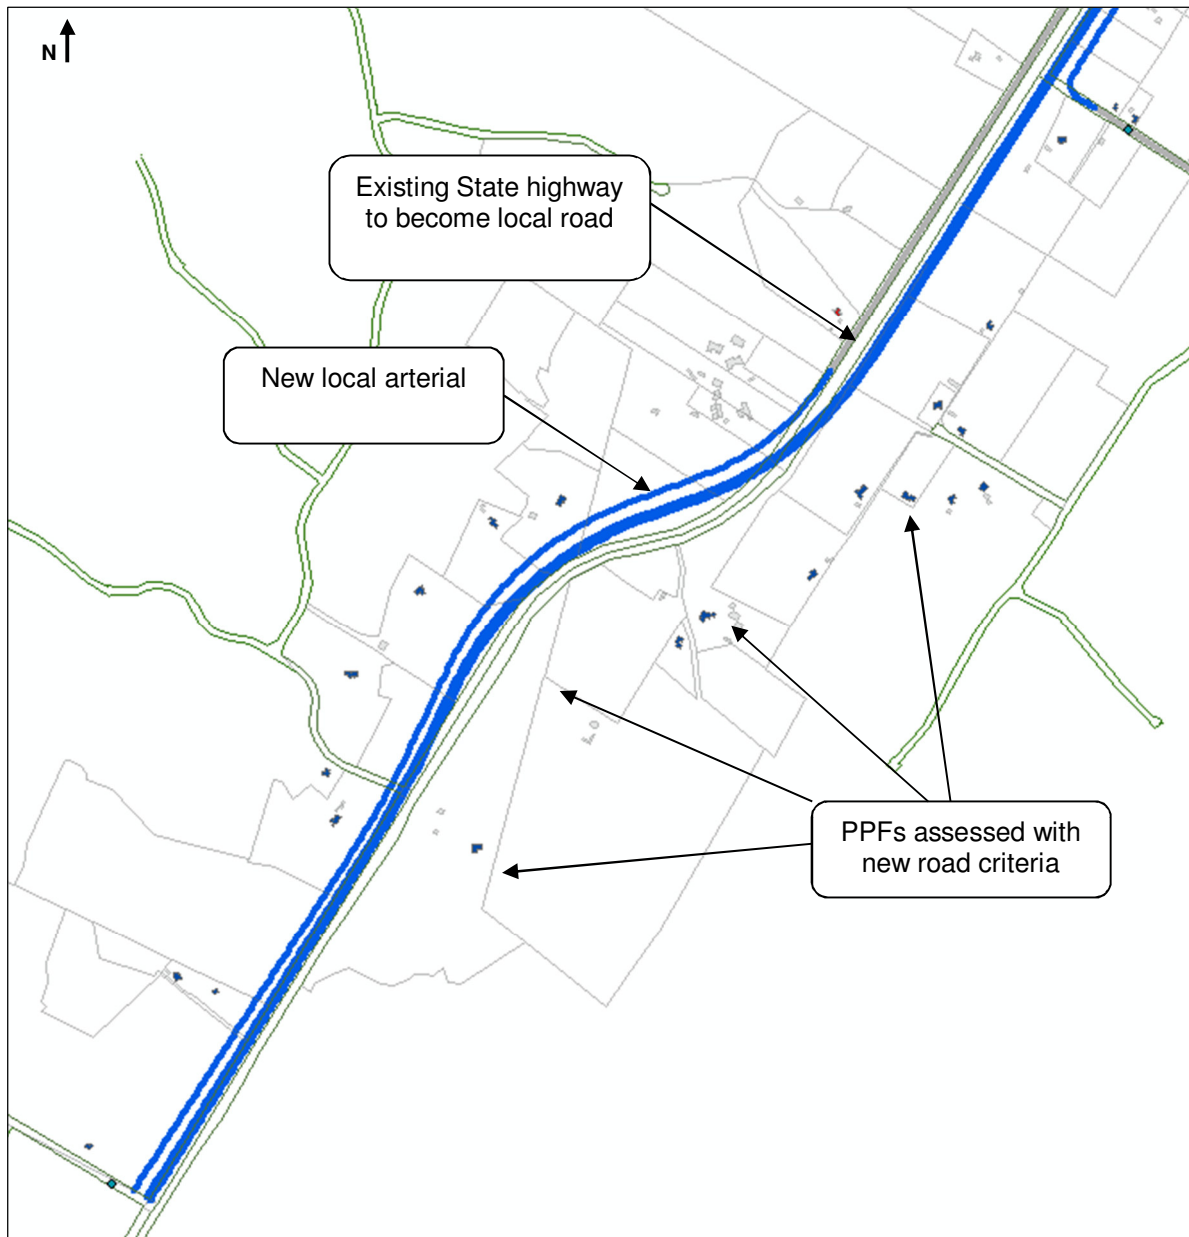 N
Existing State highway
to become local road
New local arterial
PPFs assessed with
new road criteria